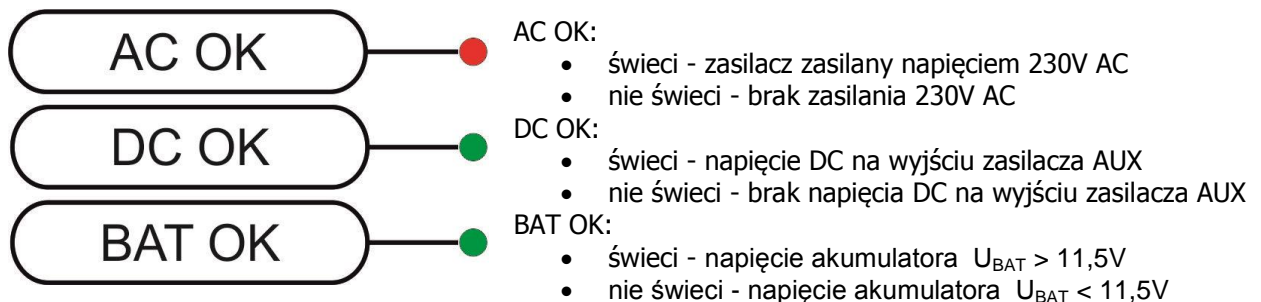 AC OK
DC OK
BAT OK
AC OK:
• świeci - zasilacz zasilany napięciem 230V AC
• nie świeci - brak zasilania 230V AC
DC OK:
• świeci - napięcie DC na wyjściu zasilacza AUX
• nie świeci - brak napięcia DC na wyjściu zasilacza AUX
BAT OK:
• świeci - napięcie akumulatora UBAT > 11,5V
• nie świeci - napięcie akumulatora UBAT < 11,5V